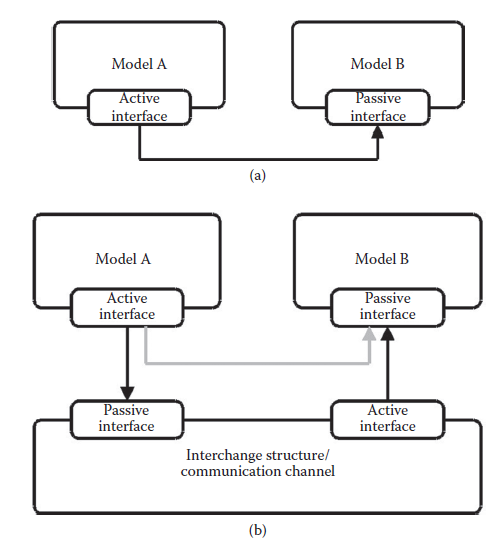 Model A
Model B
Active
interface
Passive
interface
(a)
Model A
Model B
Active
interface
Passive
interface
Passive
interface
Active
interface
Interchange structure/
communication channel
(b)